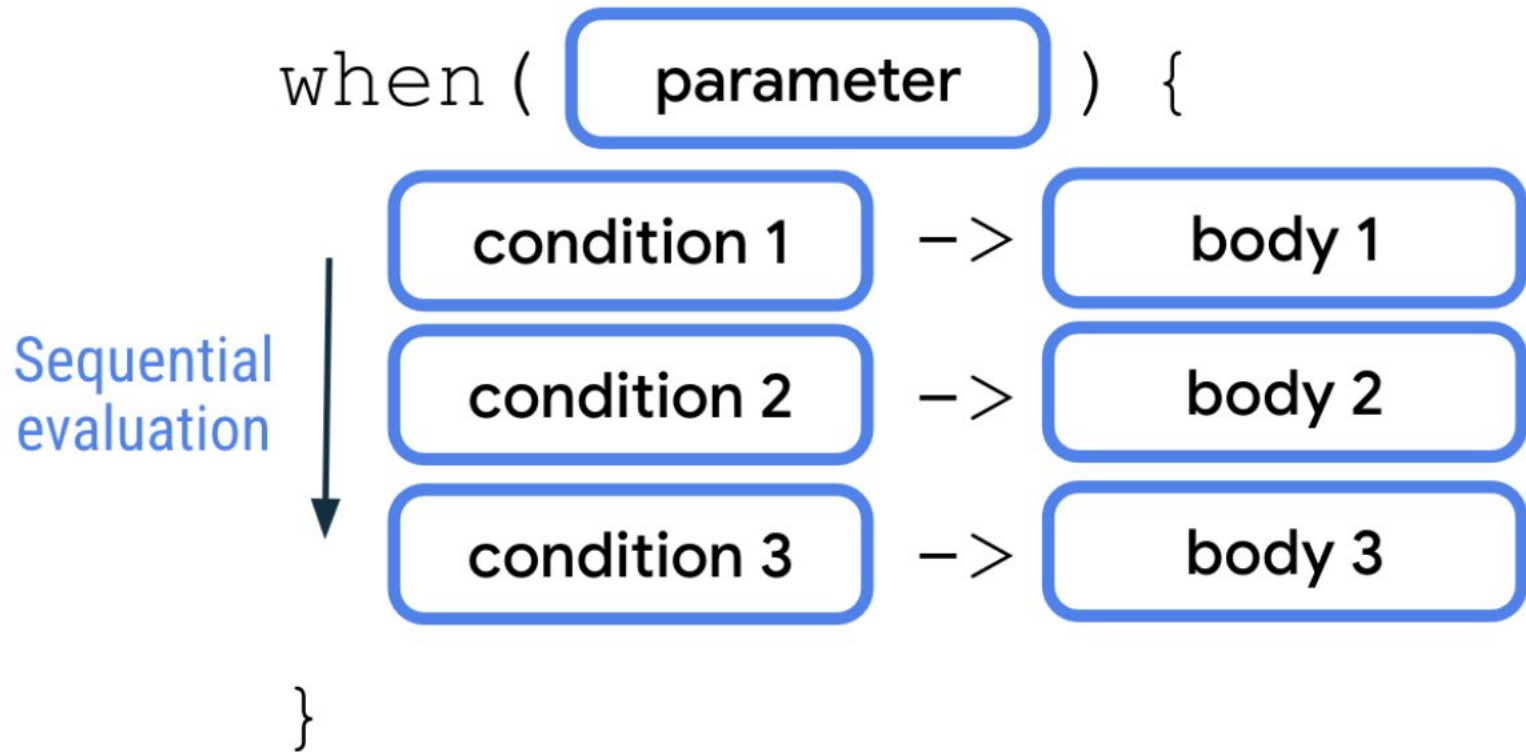 when ( parameter ) {
condition 1 -> body 1
Sequential
evaluation
condition 2 -> body 2
condition 3 -> body 3
}